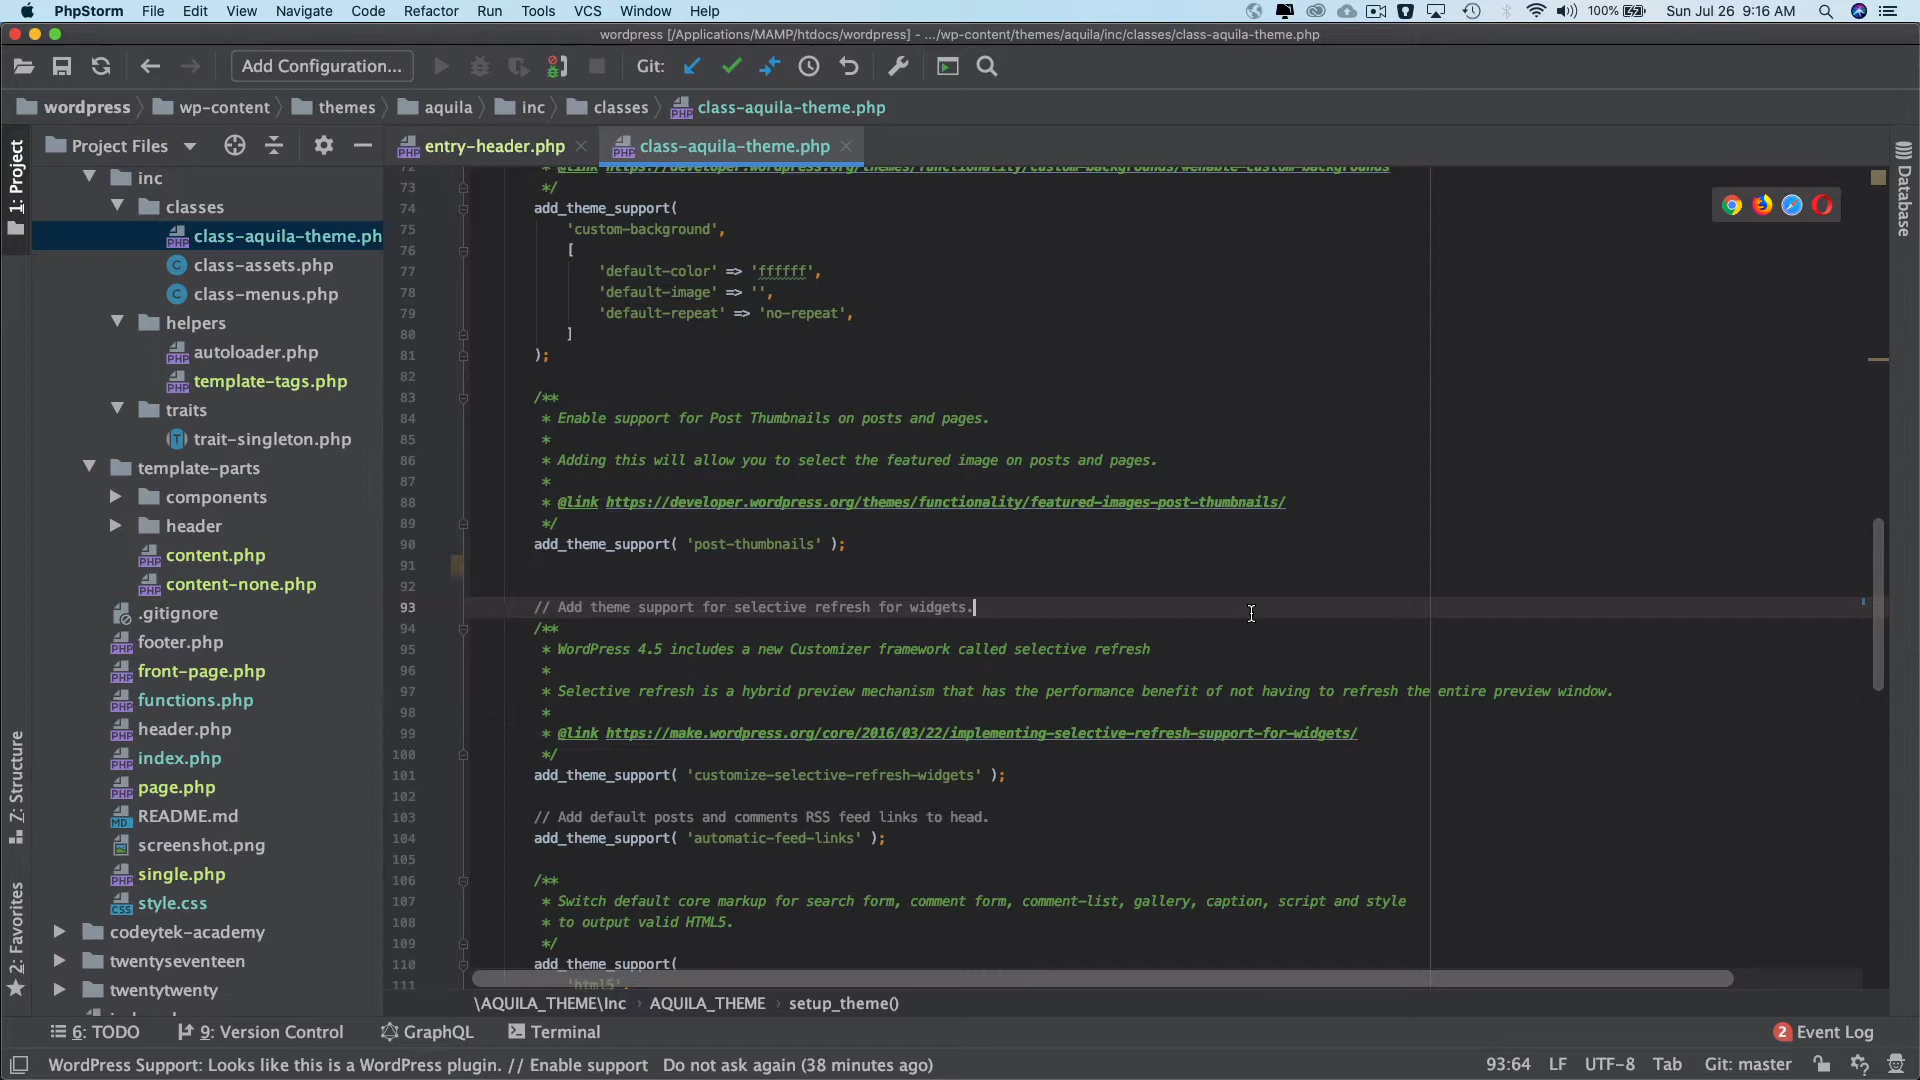 PhpStorm File Edit View Navigate Code Refactor Run Tools VCS Window Help 100% Sun Jul 26 9:16 AM
wordpress [/Applications/MAMP/htdocs/wordpress] - .../wp-content/themes/aquila/inc/classes/class-aquila-theme.php
Add Configuration... Git:
wordpress wp-content themes aquila inc classes class-aquila-theme.php
1: Project
Project Files
entry-header.php
class-aquila-theme.php
Database
inc
classes
class-aquila-theme.ph
class-assets.php
class-menus.php
helpers
autoloader.php
template-tags.php
traits
trait-singleton.php
template-parts
components
header
content.php
content-none.php
.gitignore
footer.php
front-page.php
functions.php
header.php
index.php
page.php
README.md
screenshot.png
single.php
style.css
codeytek-academy
twentyseventeen
twentytwenty
7: Structure
2: Favorites
72 * @link https://developer.wordpress.org/themes/functionality/custom-backgrounds/#enable-custom-backgrounds
73 */
74 add_theme_support(
75 'custom-background',
76 [
77 'default-color' => 'ffffff',
78 'default-image' => '',
79 'default-repeat' => 'no-repeat',
80 ]
81 );
82
83 /**
84 * Enable support for Post Thumbnails on posts and pages.
85 *
86 * Adding this will allow you to select the featured image on posts and pages.
87 *
88 * @link https://developer.wordpress.org/themes/functionality/featured-images-post-thumbnails/
89 */
90 add_theme_support( 'post-thumbnails' );
91
92
93 // Add theme support for selective refresh for widgets.
94 /**
95 * WordPress 4.5 includes a new Customizer framework called selective refresh
96 *
97 * Selective refresh is a hybrid preview mechanism that has the performance benefit of not having to refresh the entire preview window.
98 *
99 * @link https://make.wordpress.org/core/2016/03/22/implementing-selective-refresh-support-for-widgets/
100 */
101 add_theme_support( 'customize-selective-refresh-widgets' );
102
103 // Add default posts and comments RSS feed links to head.
104 add_theme_support( 'automatic-feed-links' );
105
106 /**
107 * Switch default core markup for search form, comment form, comment-list, gallery, caption, script and style
108 * to output valid HTML5.
109 */
110 add_theme_support(
111 'html5',
\AQUILA_THEME\Inc › AQUILA_THEME › setup_theme()
6: TODO 9: Version Control GraphQL Terminal 2 Event Log
WordPress Support: Looks like this is a WordPress plugin. // Enable support Do not ask again (38 minutes ago) 93:64 LF UTF-8 Tab Git: master